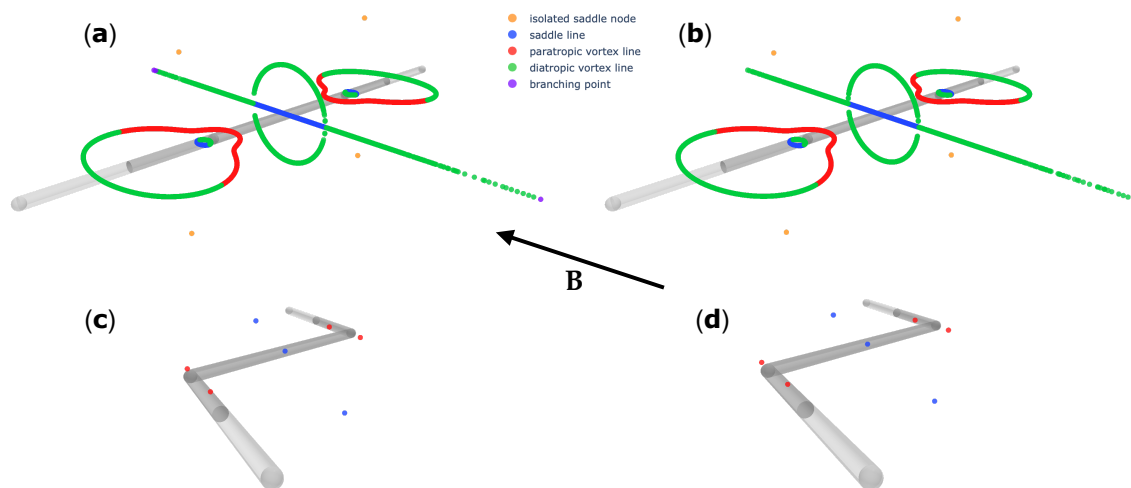 (a)
isolated saddle node
saddle line
paratropic vortex line
diatropic vortex line
branching point
(b)
B
(c)
(d)